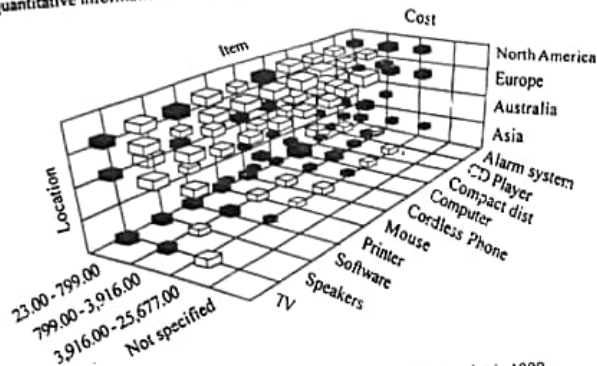 quantitative
Cost
Item
North America
Europe
Australia
Asia
Location
Alarm system
CD Player
Compact dist
Computer
Cordless Phone
Mouse
Printer
Software
Speakers
TV
23.00-799.00
799.00-3,916.00
3,916.00-25,677.00
Not specified